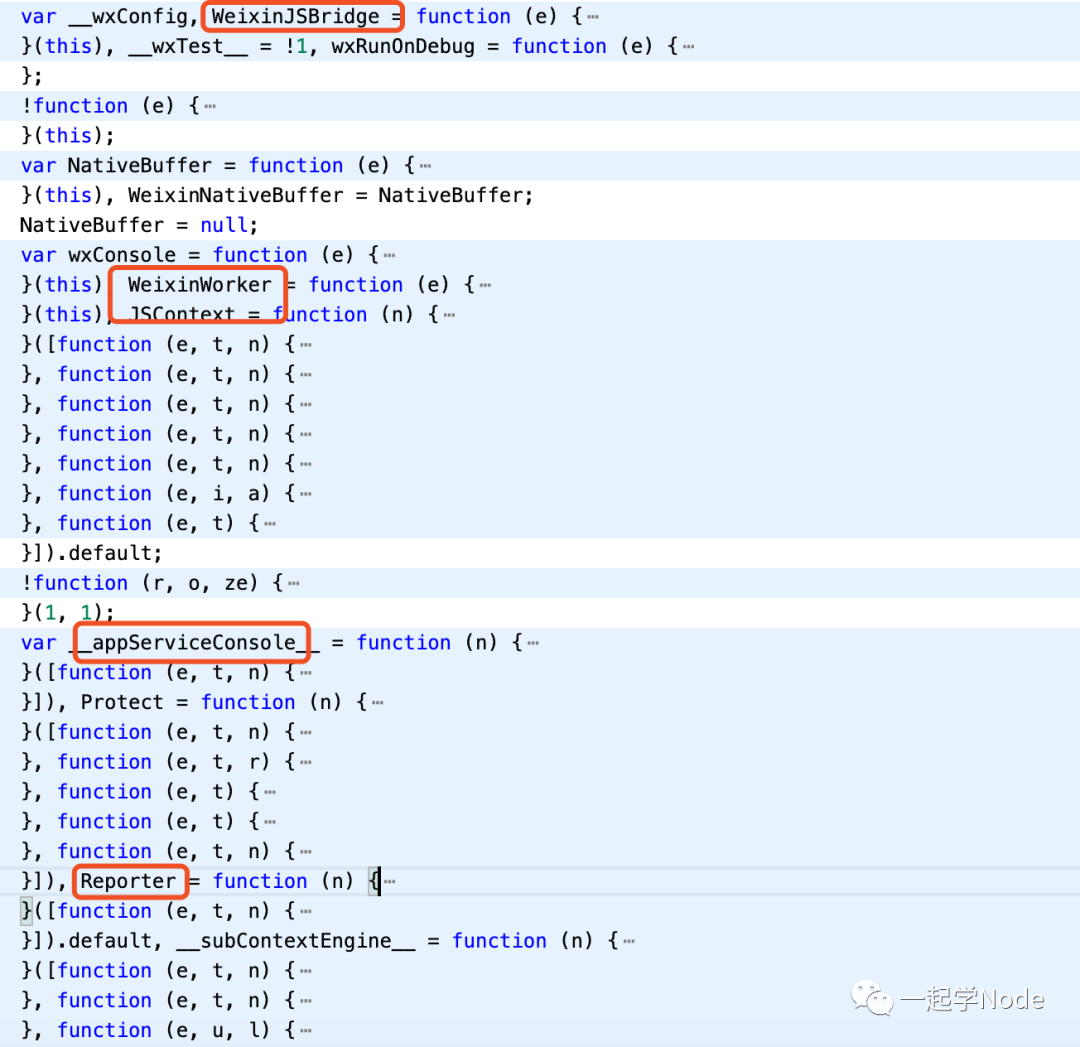 var __wxConfig, WeixinJSBridge = function (e) {…
}(this), __wxTest__ = !1, wxRunOnDebug = function (e) {…
};
!function (e) {…
}(this);
var NativeBuffer = function (e) {…
}(this), WeixinNativeBuffer = NativeBuffer;
NativeBuffer = null;
var wxConsole = function (e) {…
}(this) WeixinWorker = function (e) {…
}(this), JSContext = function (n) {…
}([function (e, t, n) {…
}, function (e, t, n) {…
}, function (e, t, n) {…
}, function (e, t, n) {…
}, function (e, t, n) {…
}, function (e, i, a) {…
}, function (e, t) {…
}]).default;
!function (r, o, ze) {…
}(1, 1);
var __appServiceConsole__ = function (n) {…
}([function (e, t, n) {…
}]), Protect = function (n) {…
}([function (e, t, n) {…
}, function (e, t, r) {…
}, function (e, t) {…
}, function (e, t) {…
}, function (e, t, n) {…
}]), Reporter = function (n) {…
}([function (e, t, n) {…
}]).default, __subContextEngine__ = function (n) {…
}([function (e, t, n) {…
}, function (e, t, n) {…
}, function (e, u, l) {…
一起学Node